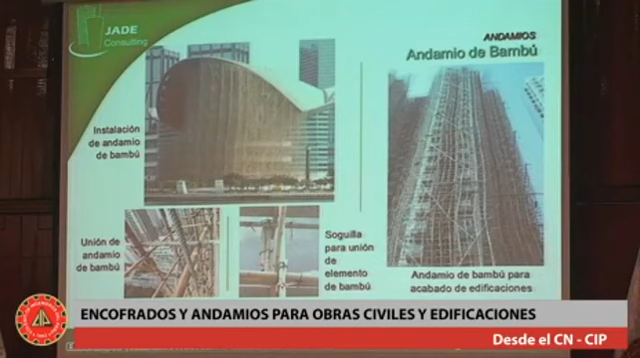 JADE
Consulting
ANDAMIOS
Andamio de Bambú
Instalación
de andamio
de bambú
Unión de
andamio
de bambú
Soguilla
para unión
de
elemento
de bambú
Andamio de bambú para
acabado de edificaciones
ENCOFRADOS Y ANDAMIOS PARA OBRAS CIVILES Y EDIFICACIONES
Desde el CN - CIP